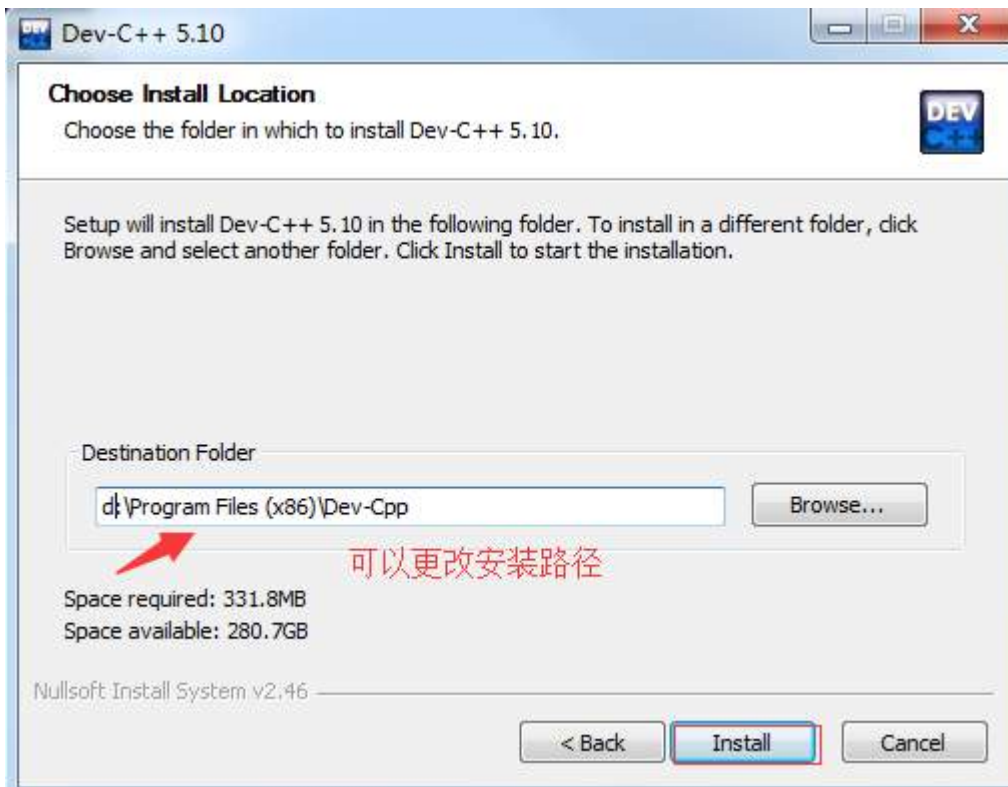 DEV
Dev-C++ 5.10
Choose Install Location
Choose the folder in which to install Dev-C++ 5.10.
DEV
C++
Setup will install Dev-C++ 5.10 in the following folder. To install in a different folder, click
Browse and select another folder. Click Install to start the installation.
Destination Folder
d:\Program Files (x86)\Dev-Cpp
Browse...
可以更改安装路径
Space required: 331.8MB
Space available: 280.7GB
Nullsoft Install System v2.46
< Back
Install
Cancel